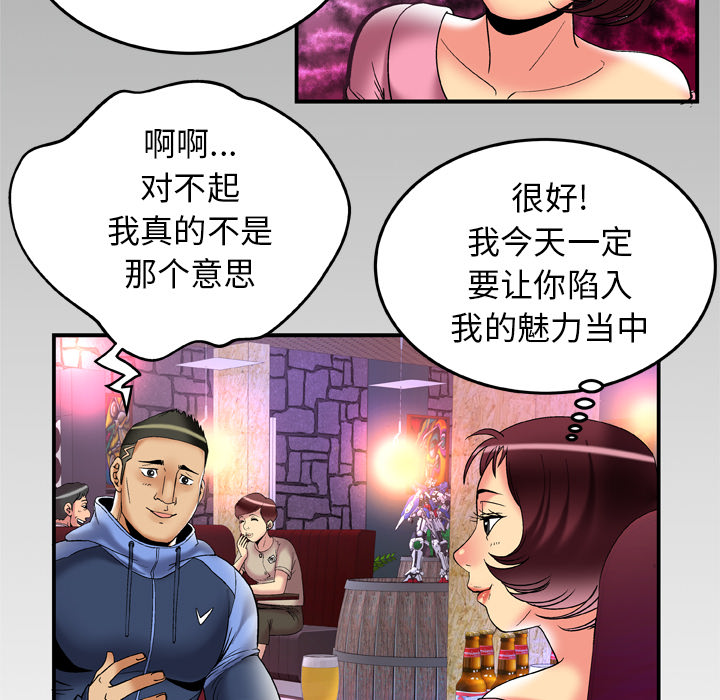 啊啊...
对不起
我真的不是
那个意思
很好!
我今天一定
要让你陷入
我的魅力当中